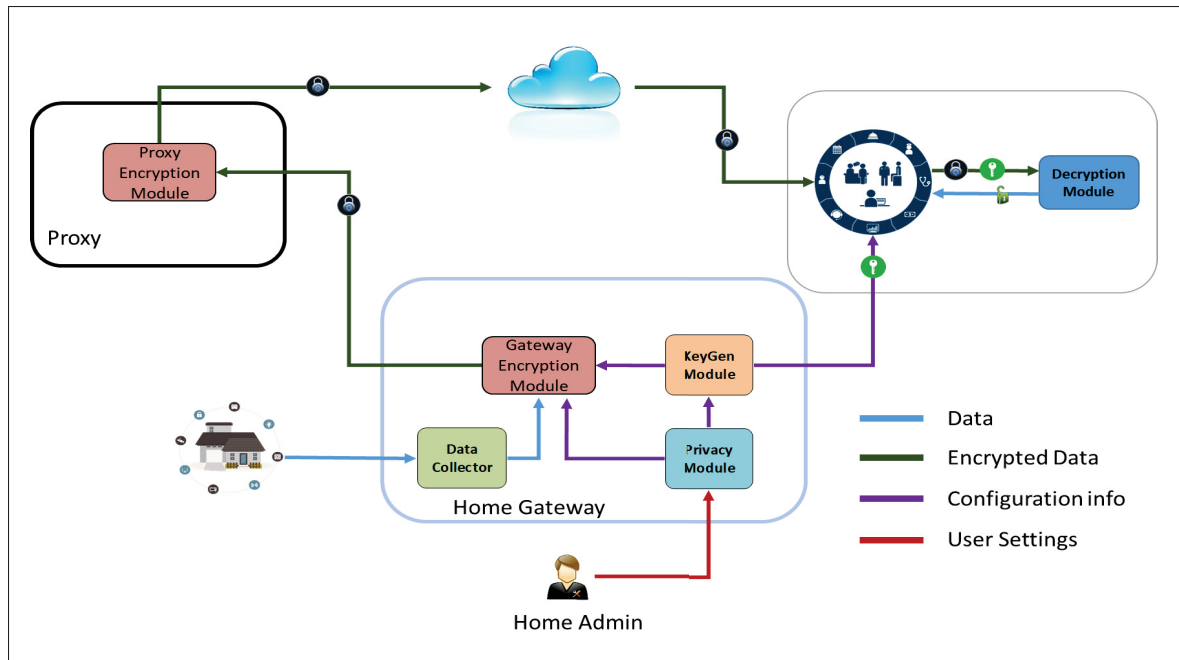 Proxy
Encryption
Module
Proxy
Decryption
Module
Gateway
Encryption
Module
KeyGen
Module
Data
Collector
Privacy
Module
Home Gateway
Home Admin
Data
Encrypted Data
Configuration info
User Settings